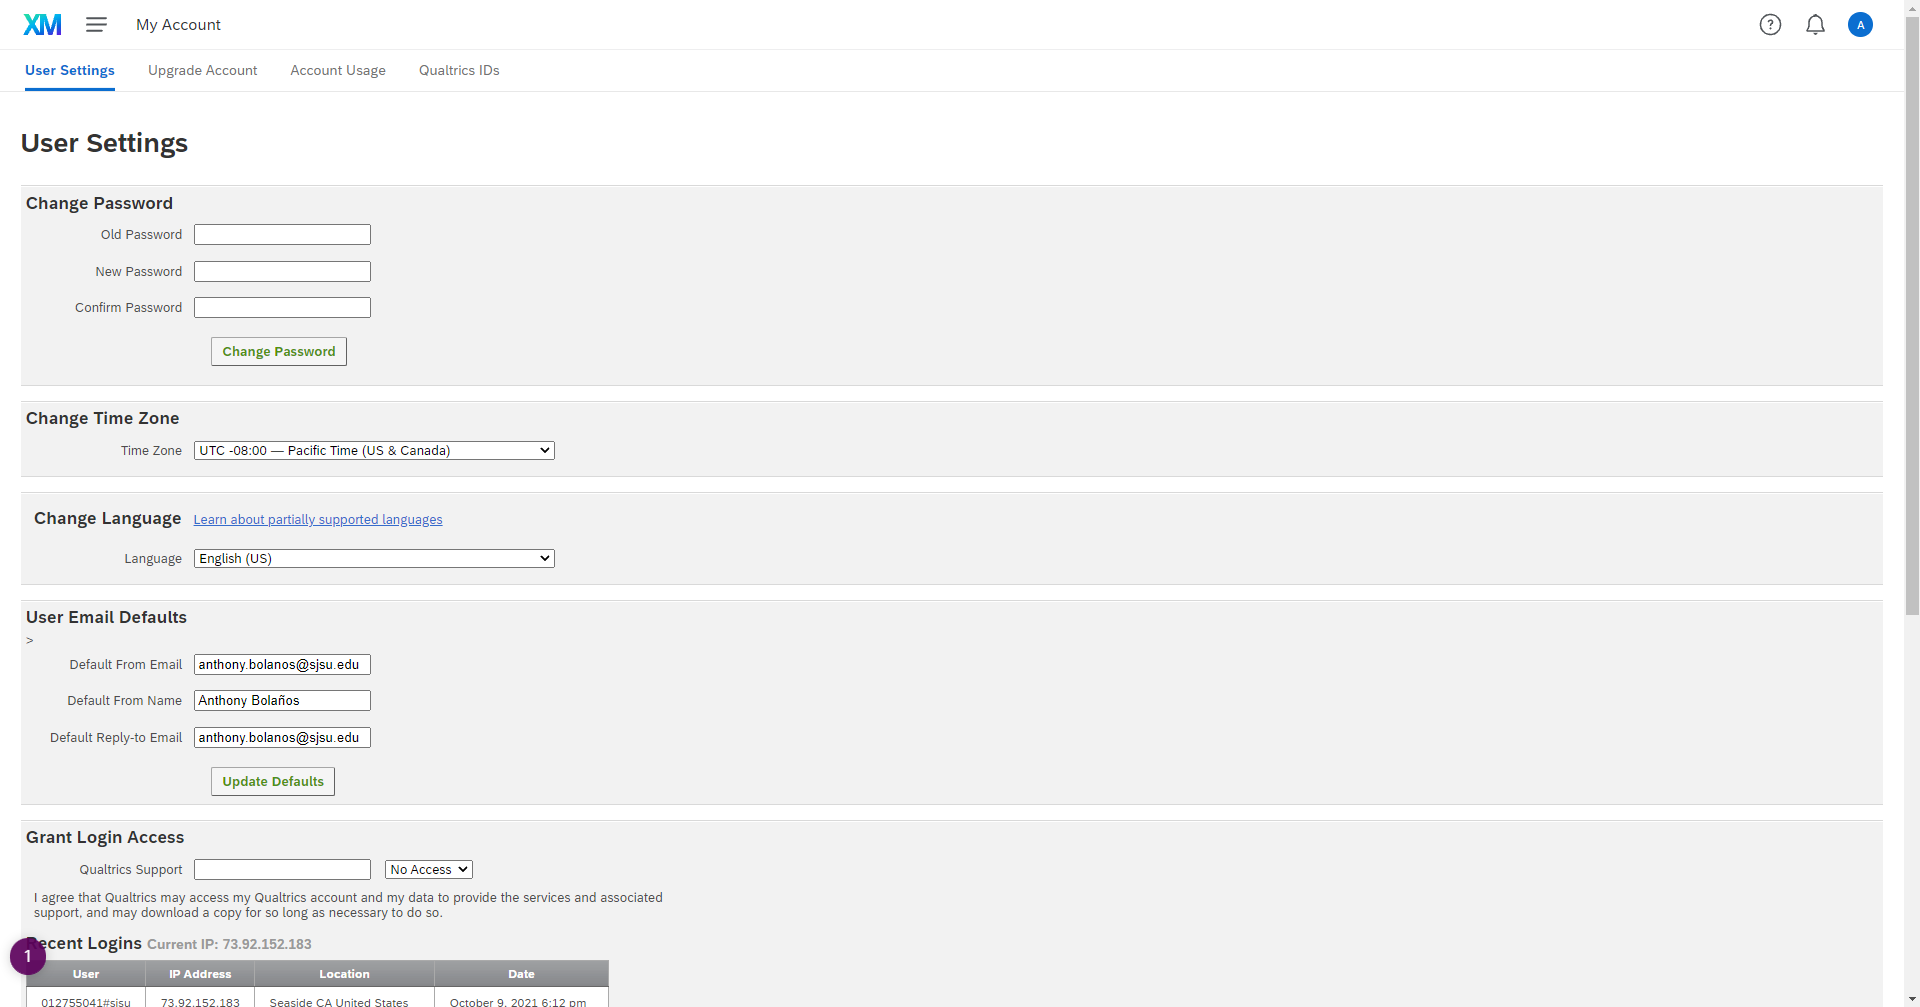 XM My Account ? A
User Settings Upgrade Account Account Usage Qualtrics IDs
User Settings
Change Password
Old Password
New Password
Confirm Password
Change Password
Change Time Zone
Time Zone UTC -08:00 — Pacific Time (US & Canada)
Change Language Learn about partially supported languages
Language English (US)
User Email Defaults
>
Default From Email anthony.bolanos@sjsu.edu
Default From Name Anthony Bolaños
Default Reply-to Email anthony.bolanos@sjsu.edu
Update Defaults
Grant Login Access
Qualtrics Support No Access
I agree that Qualtrics may access my Qualtrics account and my data to provide the services and associated
support, and may download a copy for so long as necessary to do so.
Recent Logins Current IP: 73.92.152.183
1
User IP Address Location Date
012755041#sjsu 73.92.152.183 Seaside CA United States October 9, 2021 6:12 pm